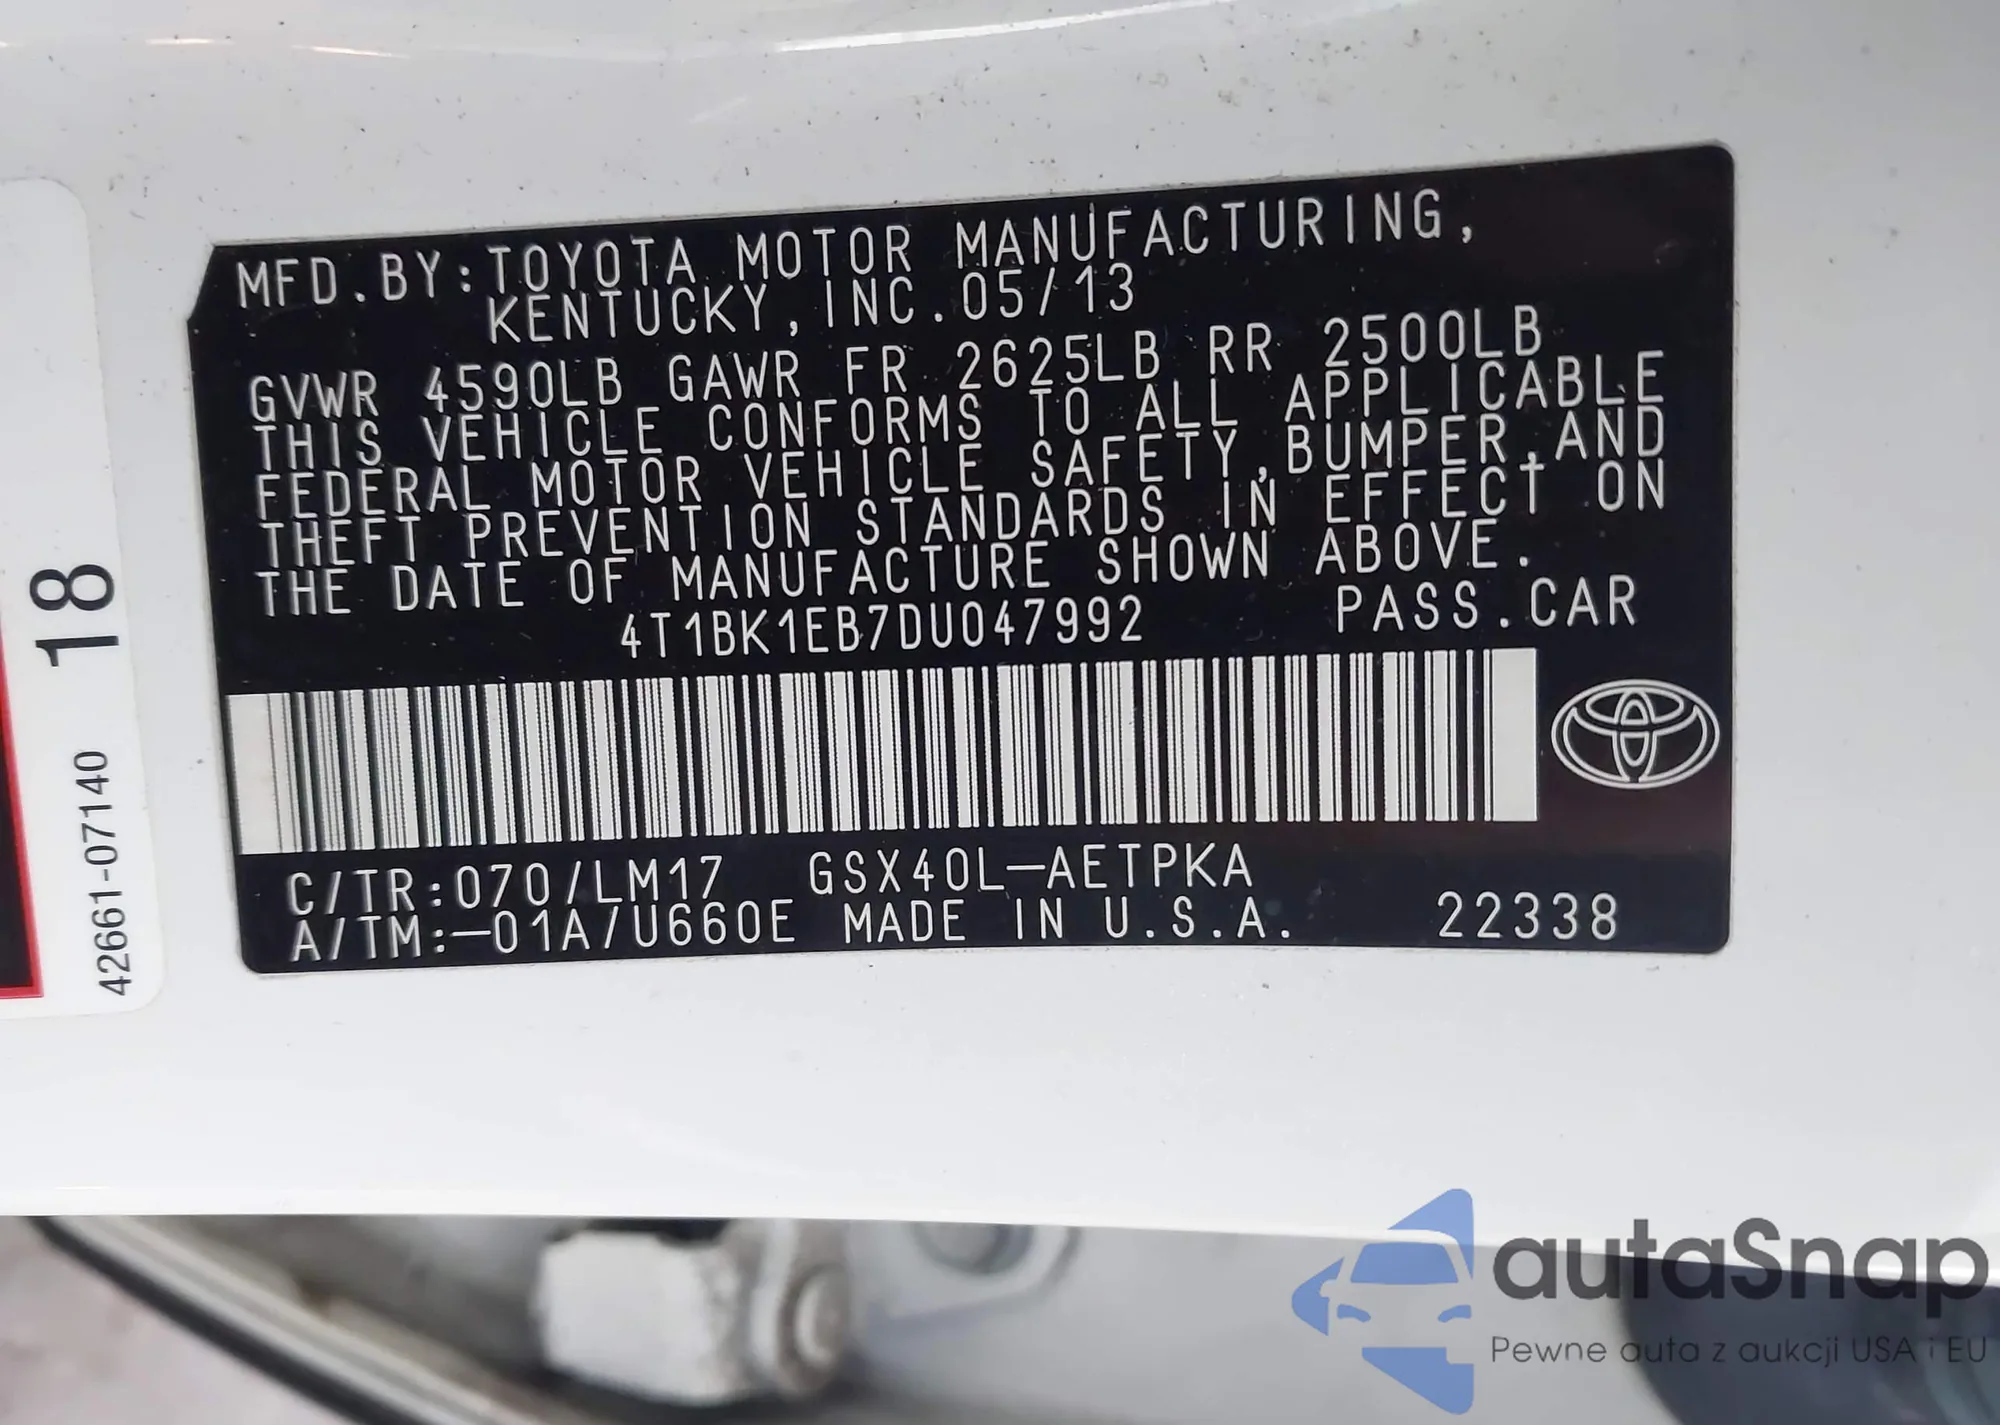 MFD.BY:TOYOTA MOTOR MANUFACTURING,
KENTUCKY,INC.05/13
GVWR 4590LB GAWR FR 2625LB RR 2500LB
THIS VEHICLE CONFORMS TO ALL APPLICABLE
FEDERAL MOTOR VEHICLE SAFETY,BUMPER,AND
THEFT PREVENTION STANDARDS IN EFFECT ON
THE DATE OF MANUFACTURE SHOWN ABOVE.
4T1BK1EB7DU047992 PASS.CAR
C/TR:070/LM17 GSX40L-AETPKA
A/TM:-01A/U660E MADE IN U.S.A. 22338
18
42661-07140
autaSnap
Pewne auta z aukcji USA i EU